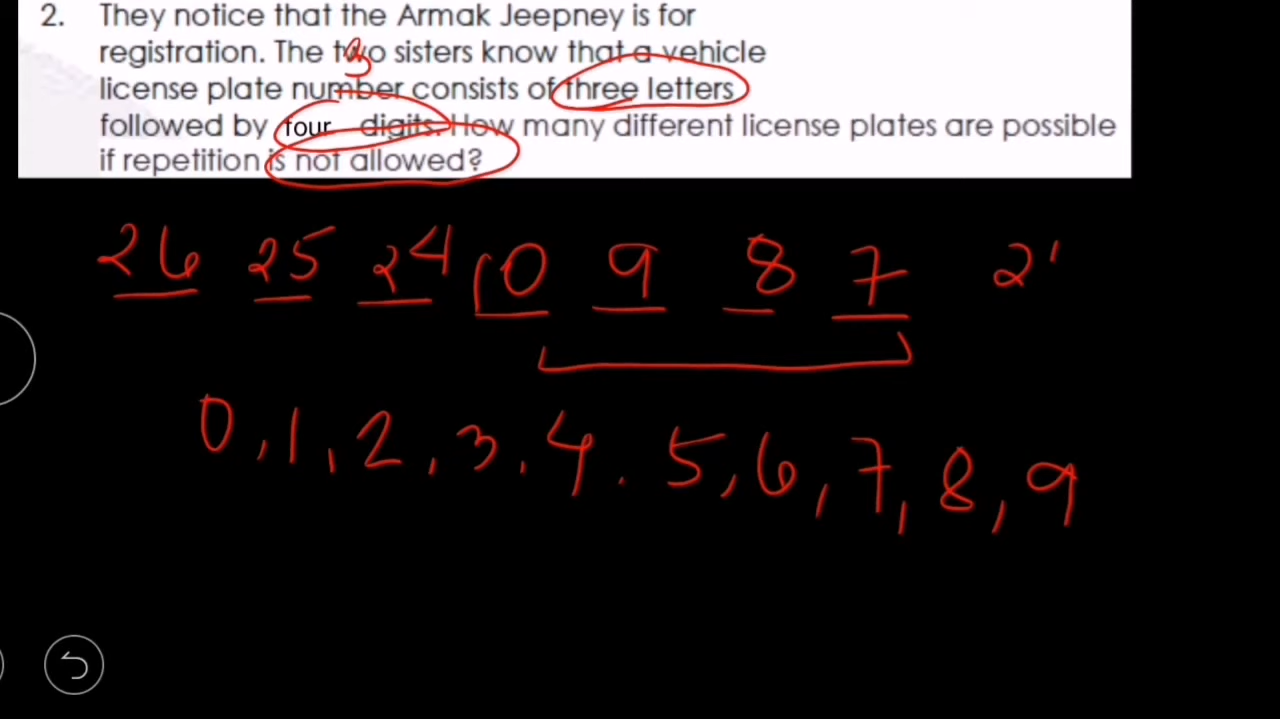 2. They notice that the Armak Jeepney is for
registration. The two sisters know that a vehicle
3
license plate number consists of three letters
followed by four digits. How many different license plates are possible
if repetition is not allowed?
26 25 24 10 9 8 7 2'
0, 1, 2, 3, 4. 5, 6, 7, 8, 9